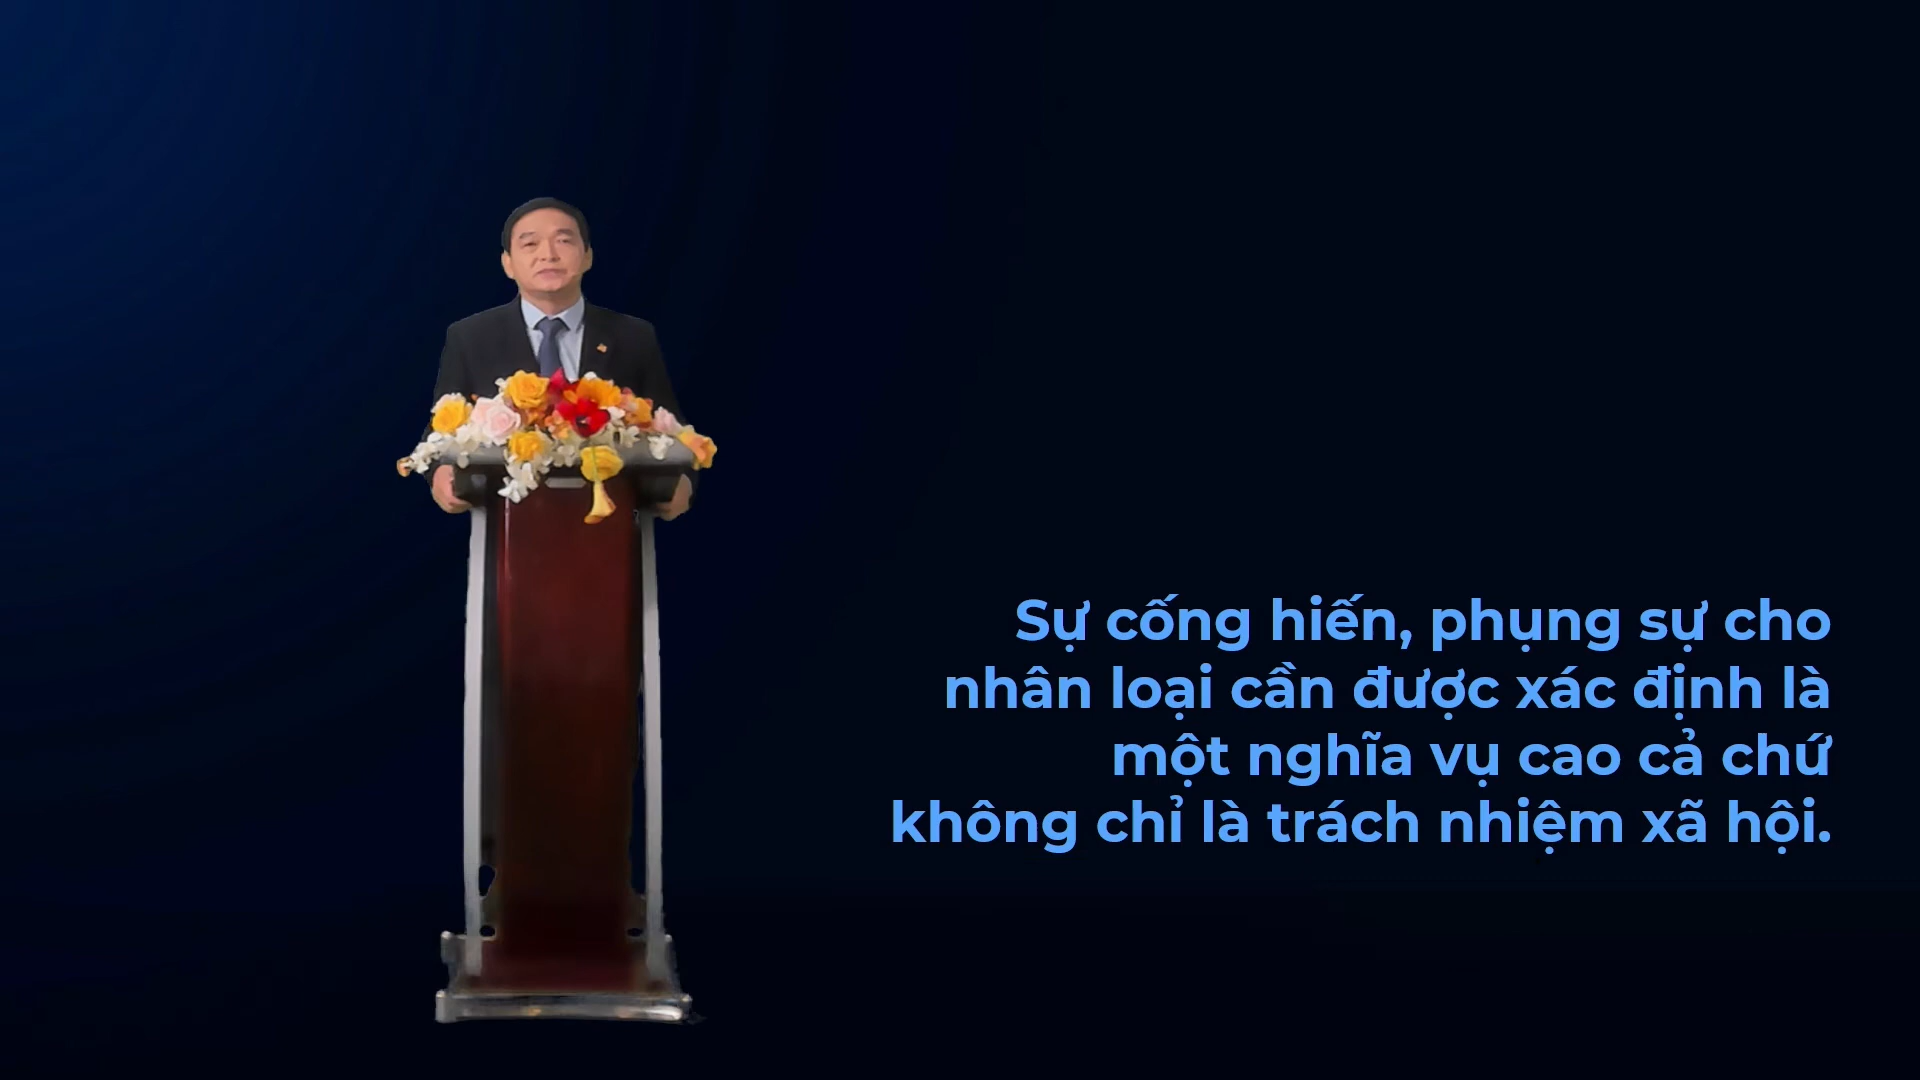 Sự cống hiến, phụng sự cho
nhân loại cần được xác định là
một nghĩa vụ cao cả chứ
không chỉ là trách nhiệm xã hội.